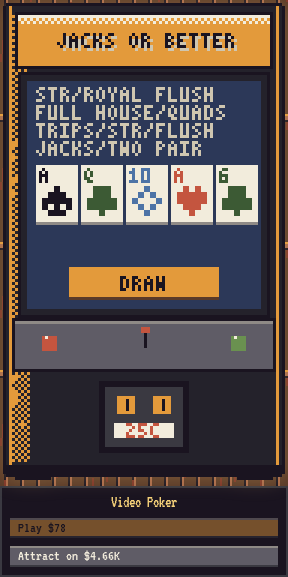 JACKS OR BETTER
STR/ROYAL FLUSH
FULL HOUSE/QUADS
TRIPS/STR/FLUSH
JACKS/TWO PAIR
A Q 10 A 6
DRAW
25C
Video Poker
Play $78
Attract on $4.66K